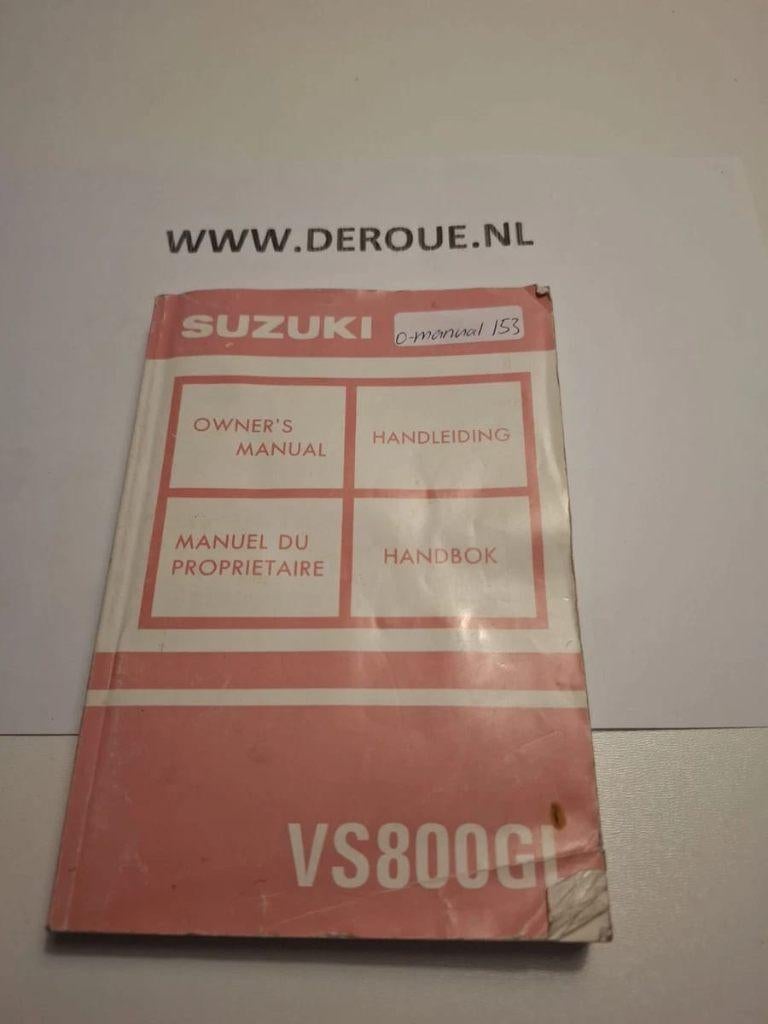 WWW.DEROUE.NL
SUZUKI
O-manual 153
OWNER'S
MANUAL
HANDLEIDING
MANUEL DU
PROPRIETAIRE
HANDBOK
VS800GL